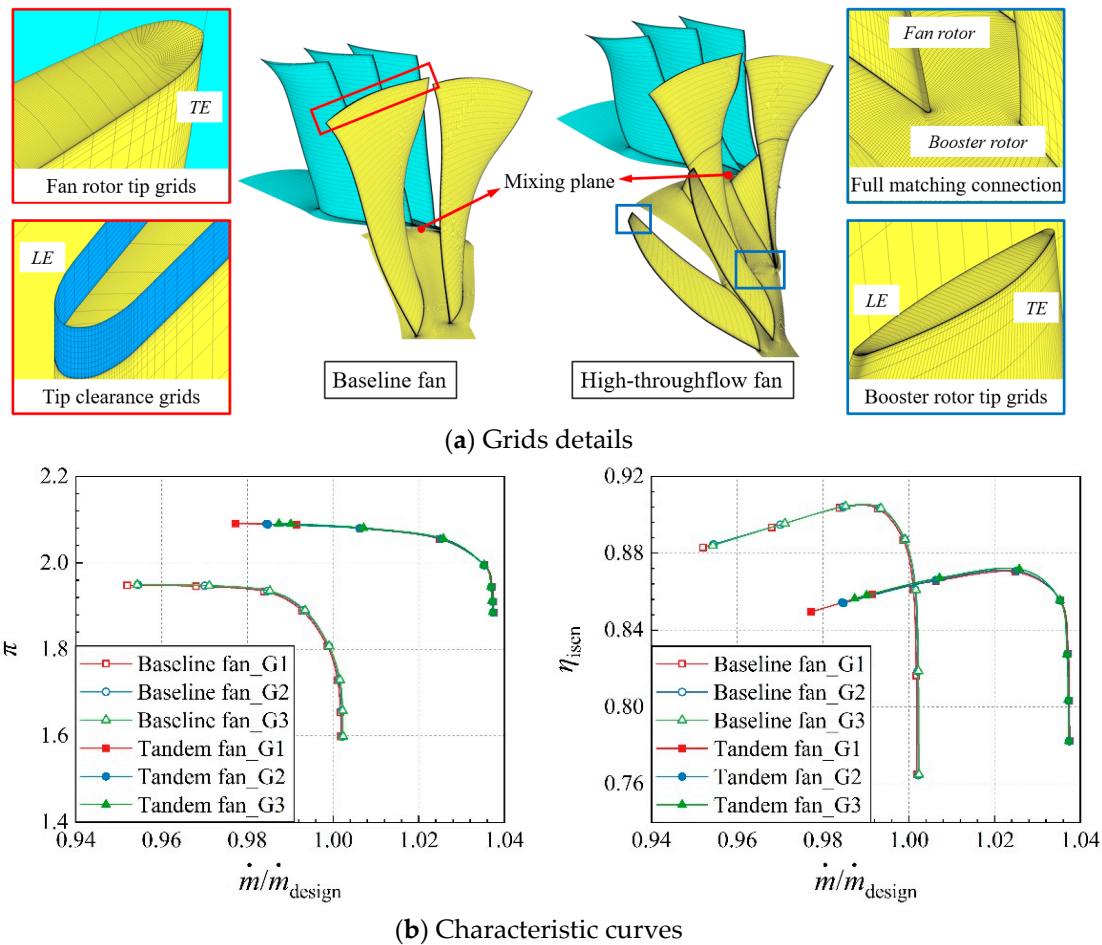 TE
Fan rotor tip grids
LE
Tip clearance grids
Mixing plane
Baseline fan
High-throughflow fan
Fan rotor
Booster rotor
Full matching connection
LE
TE
Booster rotor tip grids
(a) Grids details
2.2
2.0
1.8
1.6
1.4
π
Baseline fan_G1
Baseline fan_G2
Baseline fan_G3
Tandem fan_G1
Tandem fan_G2
Tandem fan_G3
0.94 0.96 0.98 1.00 1.02 1.04
ṁ/ṁdesign
0.92
0.88
0.84
0.80
0.76
ηisen
Baseline fan_G1
Baseline fan_G2
Baseline fan_G3
Tandem fan_G1
Tandem fan_G2
Tandem fan_G3
0.94 0.96 0.98 1.00 1.02 1.04
ṁ/ṁdesign
(b) Characteristic curves